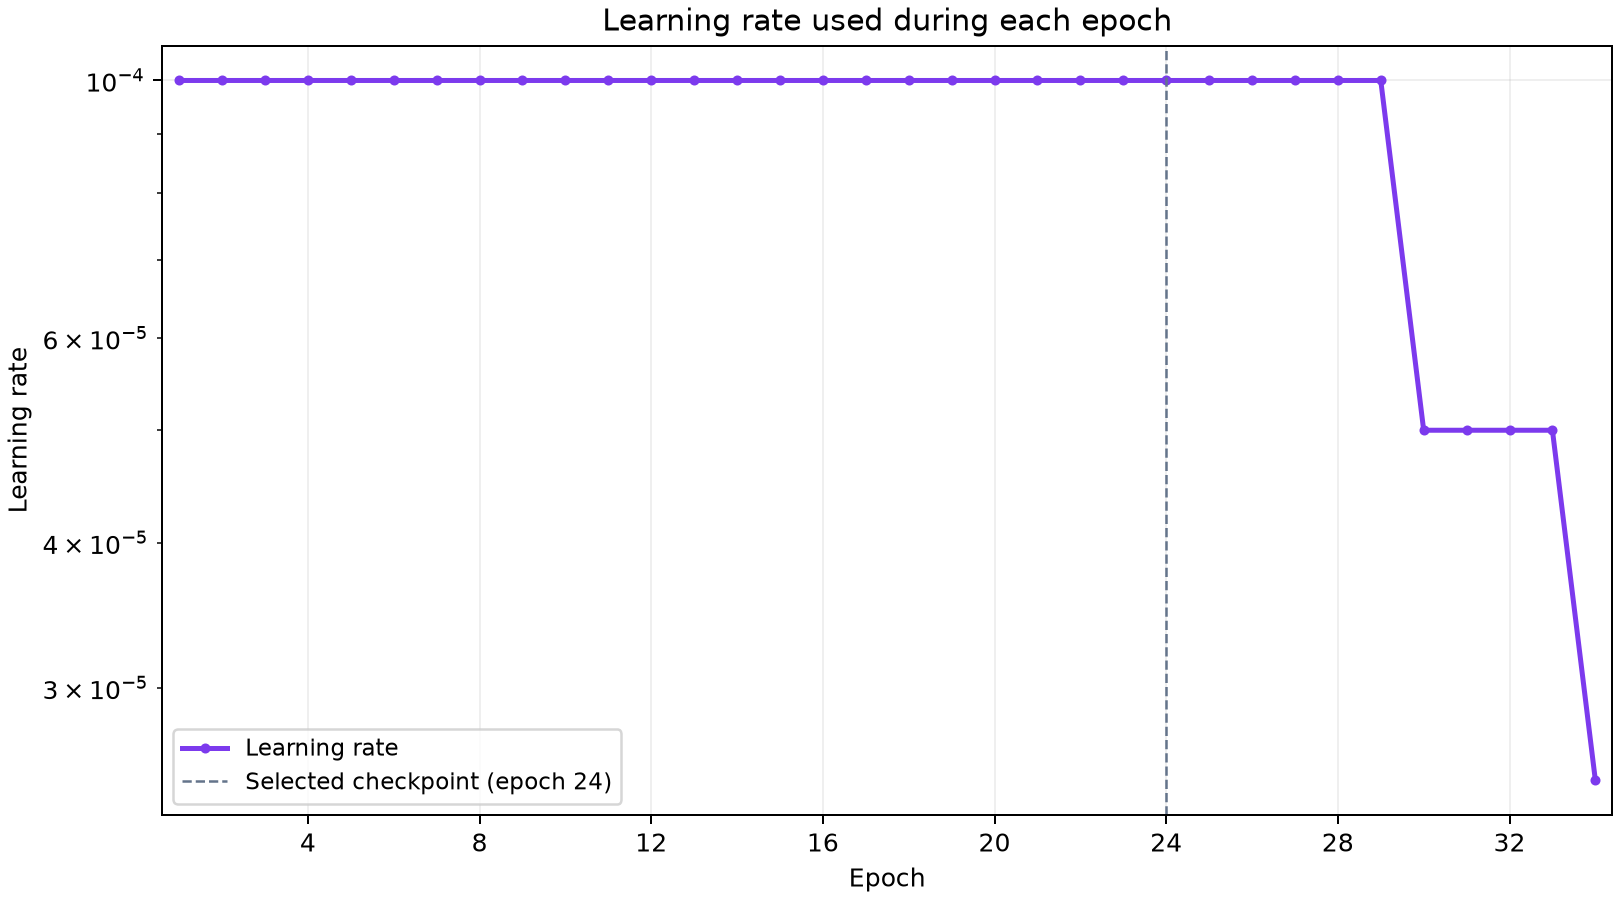 Learning rate used during each epoch
10⁻⁴
6 × 10⁻⁵
4 × 10⁻⁵
3 × 10⁻⁵
Learning rate
Learning rate
Selected checkpoint (epoch 24)
4 8 12 16 20 24 28 32
Epoch